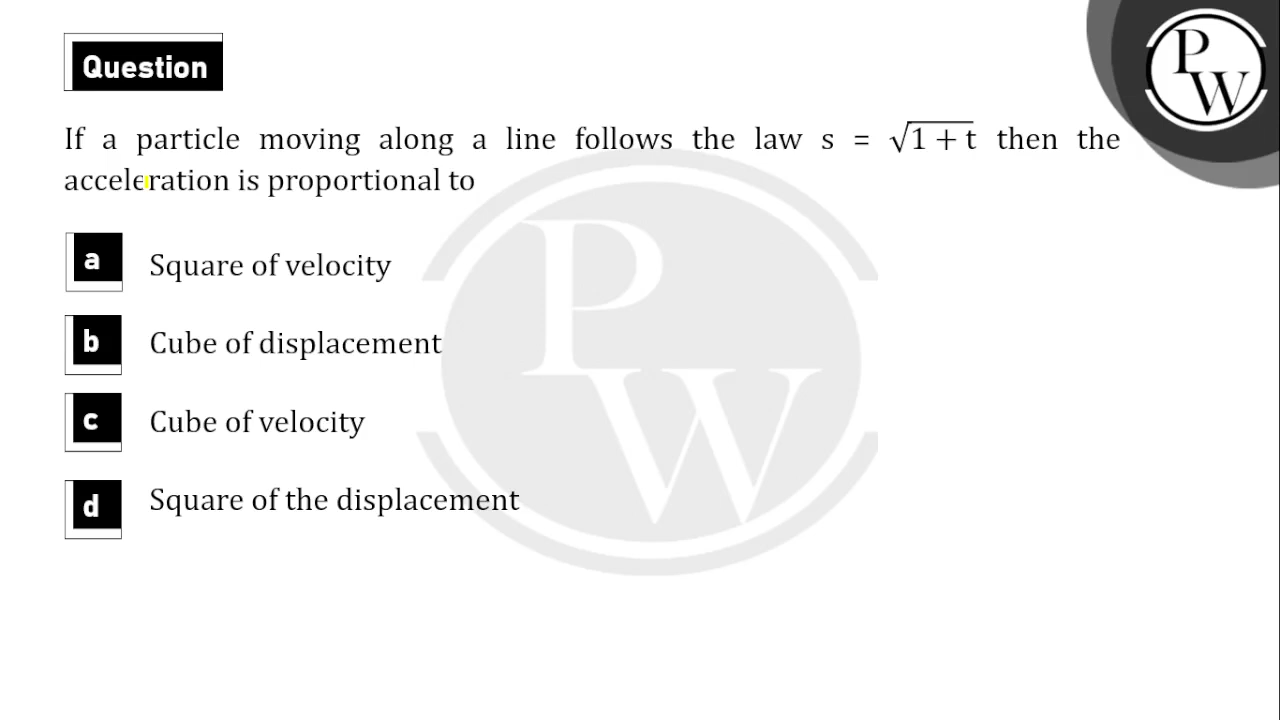 Question
P
W
If a particle moving along a line follows the law s = √1 + t then the
acceleration is proportional to
a Square of velocity
b Cube of displacement
c Cube of velocity
d Square of the displacement
P
W